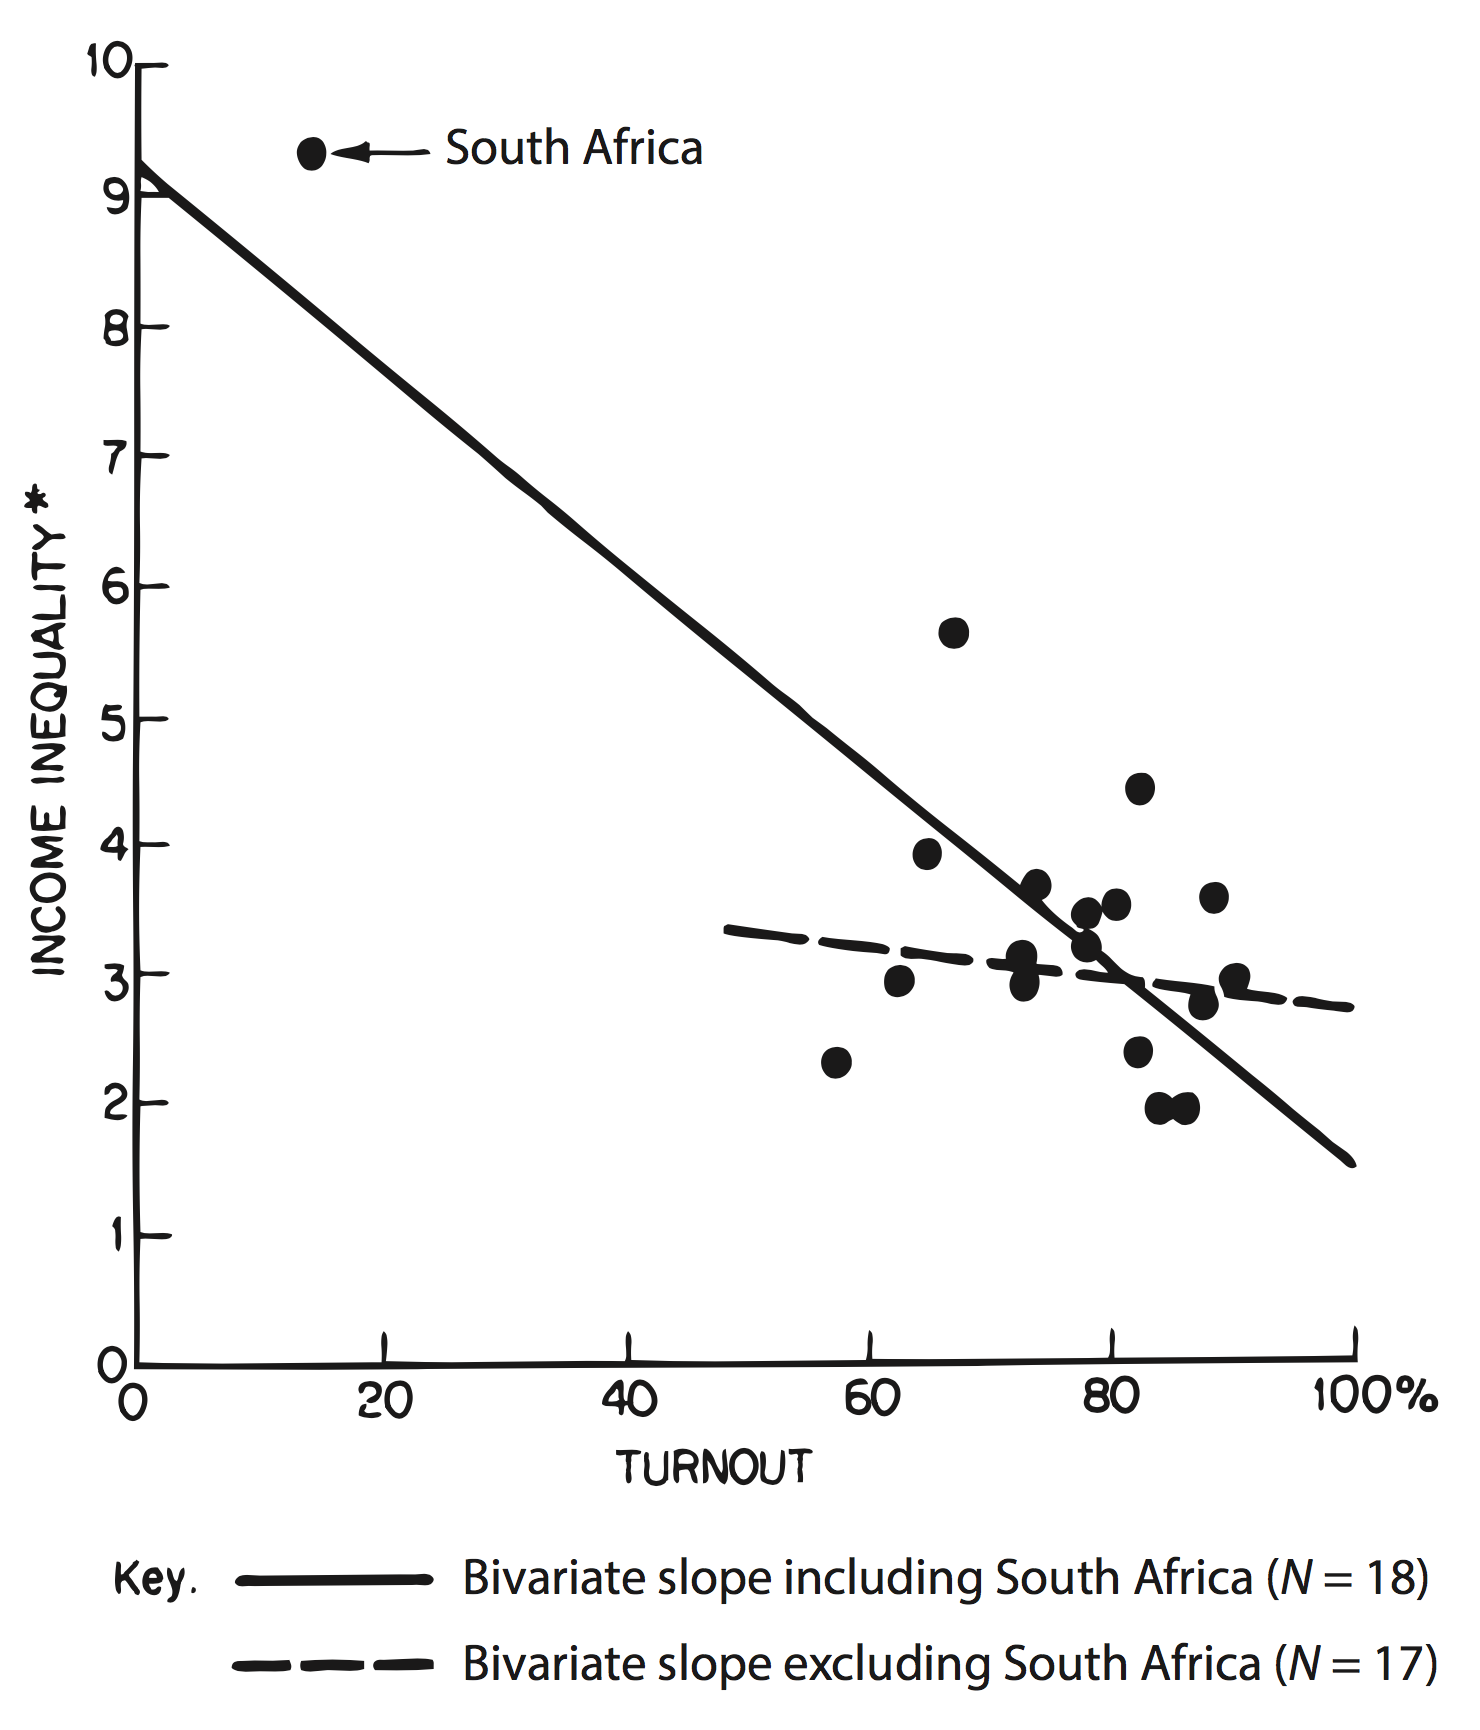 10
South Africa
9
8
7
6
5
4
3
2
1
0
INCOME INEQUALITY*
0 20 40 60 80 100%
TURNOUT
Key. Bivariate slope including South Africa (N = 18)
Bivariate slope excluding South Africa (N = 17)